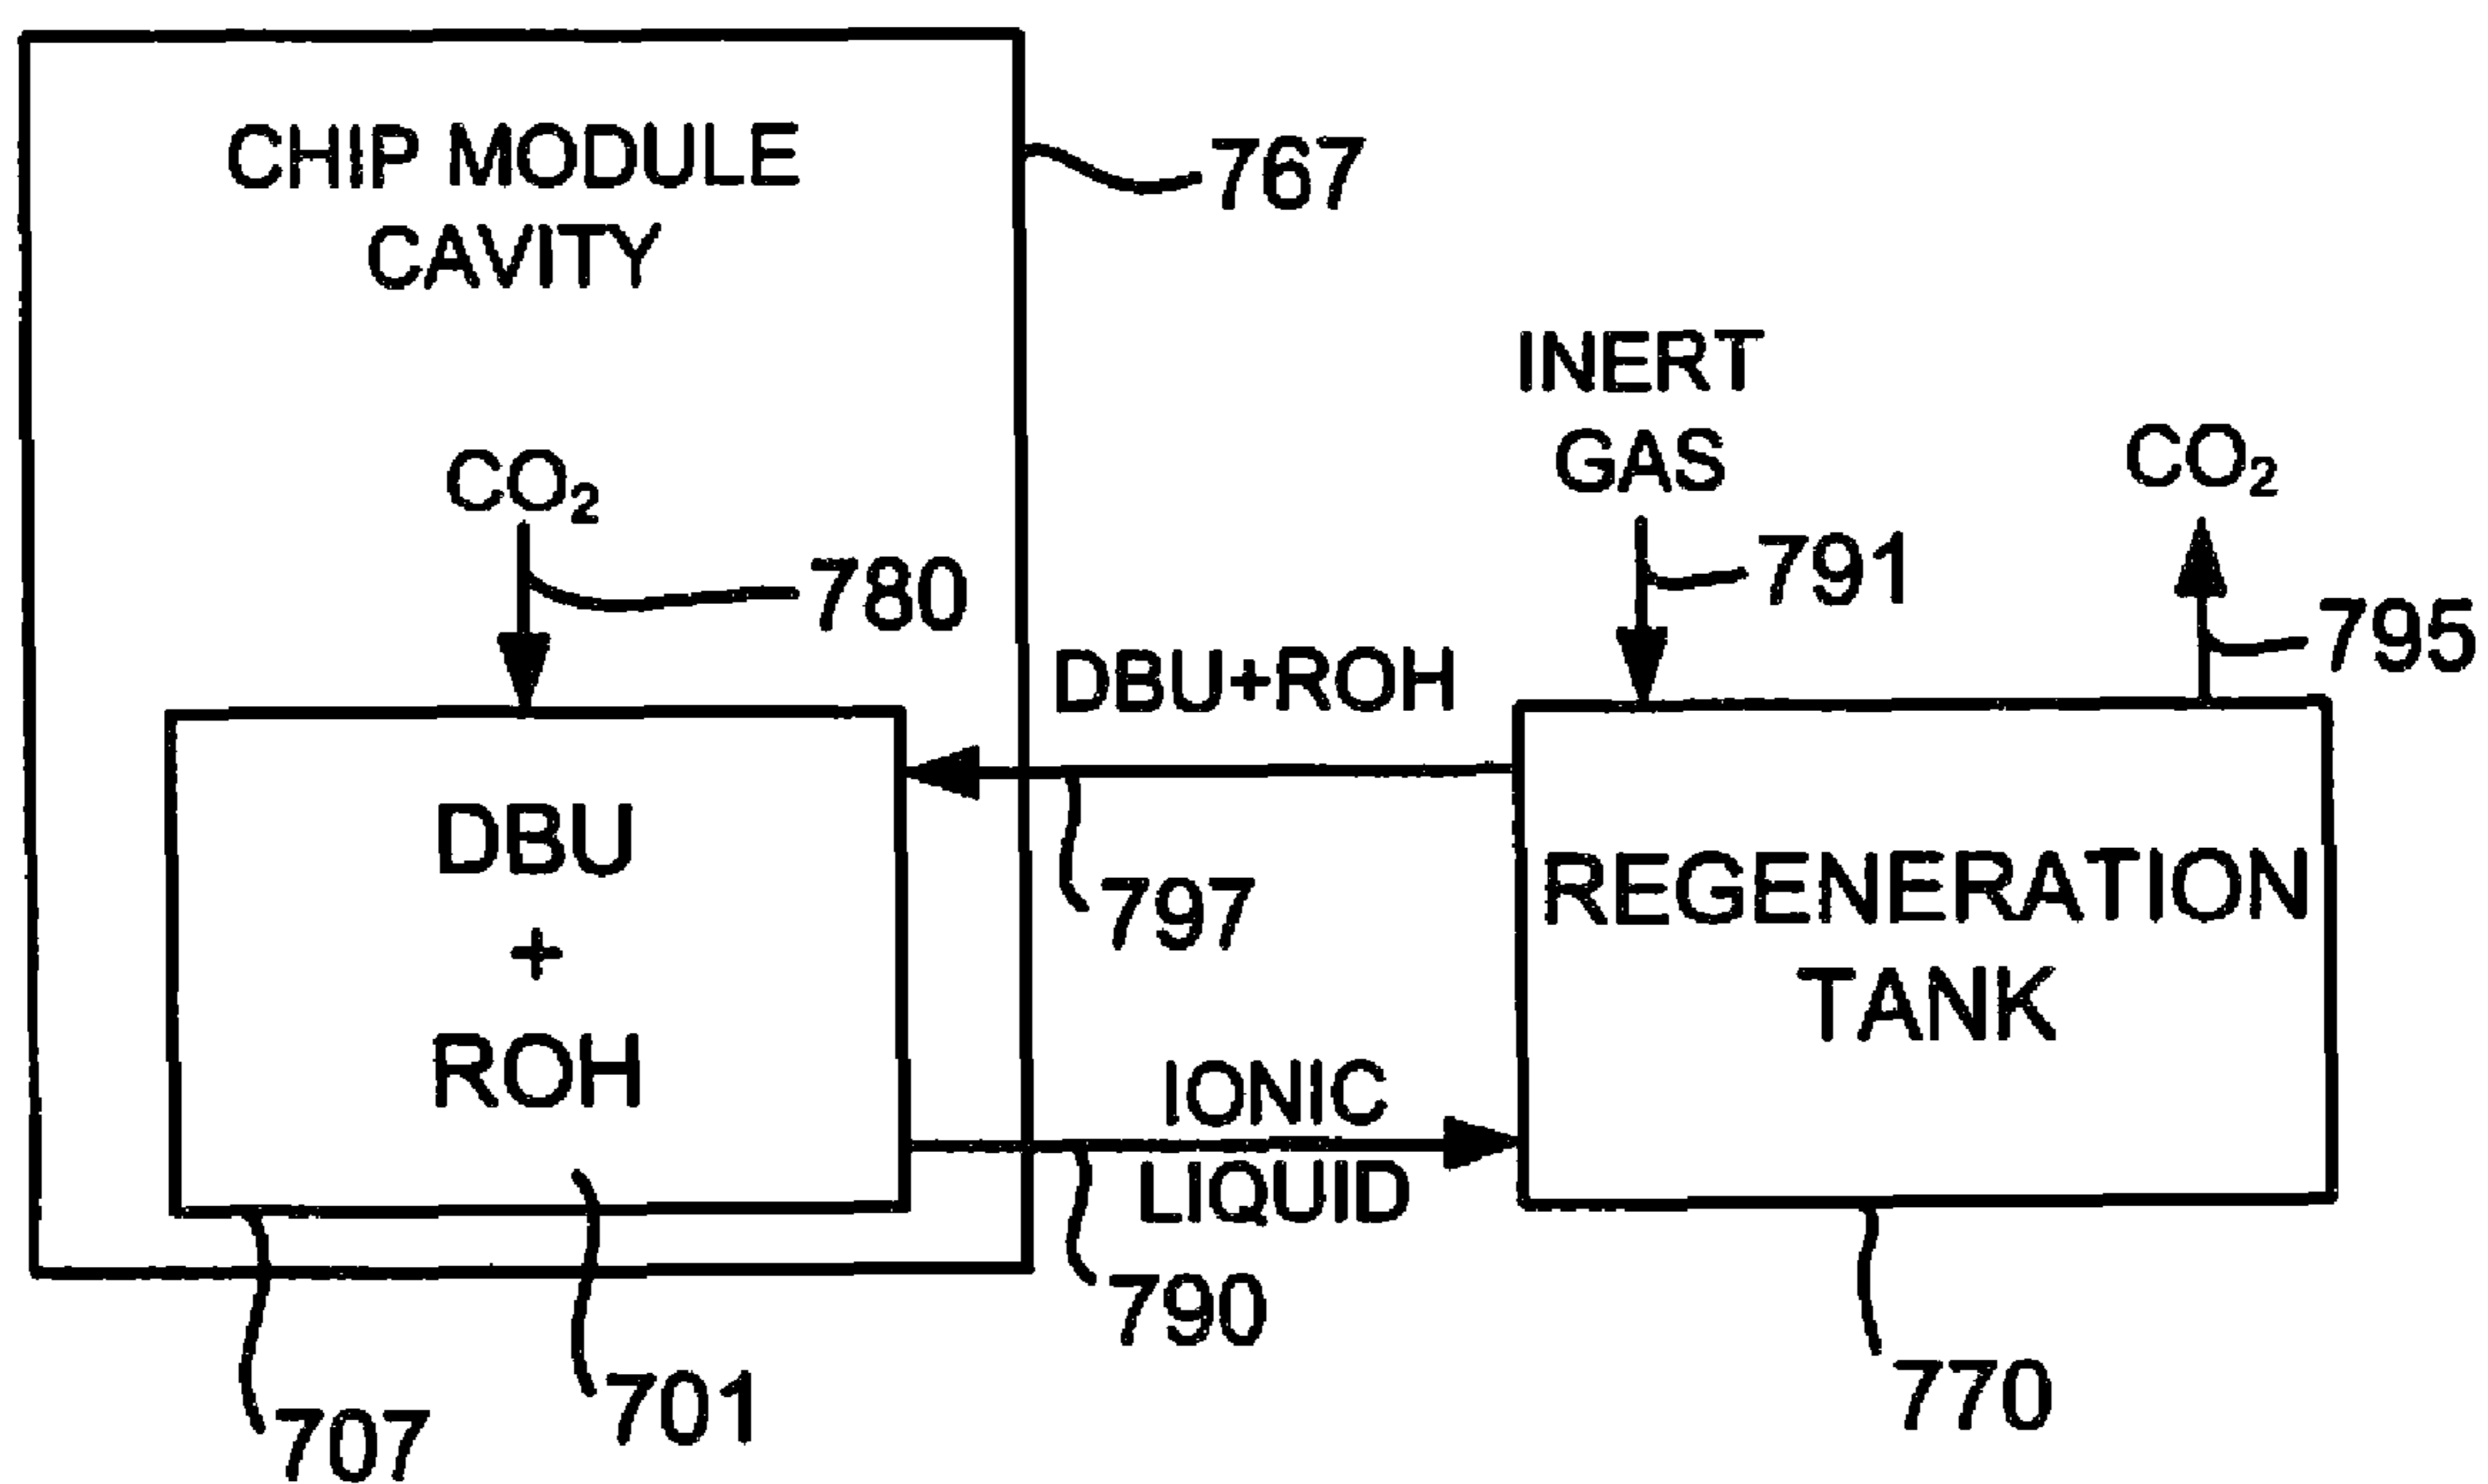 CHIP MODULE
CAVITY
767
CO₂
780
INERT
GAS
791
CO₂
795
DBU+ROH
797
DBU
+
ROH
REGENERATION
TANK
IONIC
LIQUID
790
707
701
770